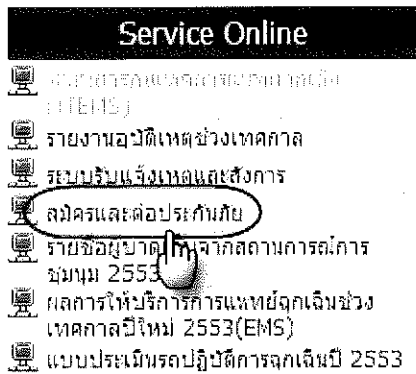 Service Online
(ITEMS)
รายงานอุบัติเหตุช่วงเทศกาล
ระบบรับแจ้งเหตุและสั่งการ
สมัครและต่อประกันภัย
รายชื่อผู้บาดเจ็บจากสถานการณ์การ
ชุมนุม 2553
ผลการให้บริการการแพทย์ฉุกเฉินช่วง
เทศกาลปีใหม่ 2553(EMS)
แบบประเมินรถปฏิบัติการฉุกเฉินปี 2553